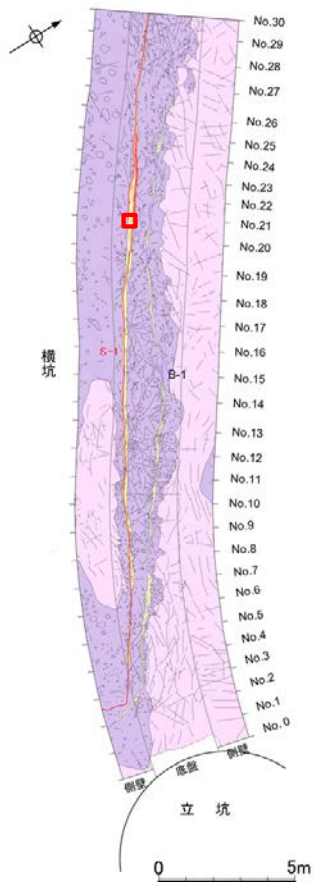 No.30
No.29
No.28
No.27
No.26
No.25
No.24
No.23
No.22
No.21
No.20
No.19
No.18
No.17
横坑
S-1
No.16
B-1
No.15
No.14
No.13
No.12
No.11
No.10
No.9
No.8
No.7
No.6
No.5
No.4
No.3
No.2
No.1
No.0
側壁
底盤
側壁
立坑
0 5m